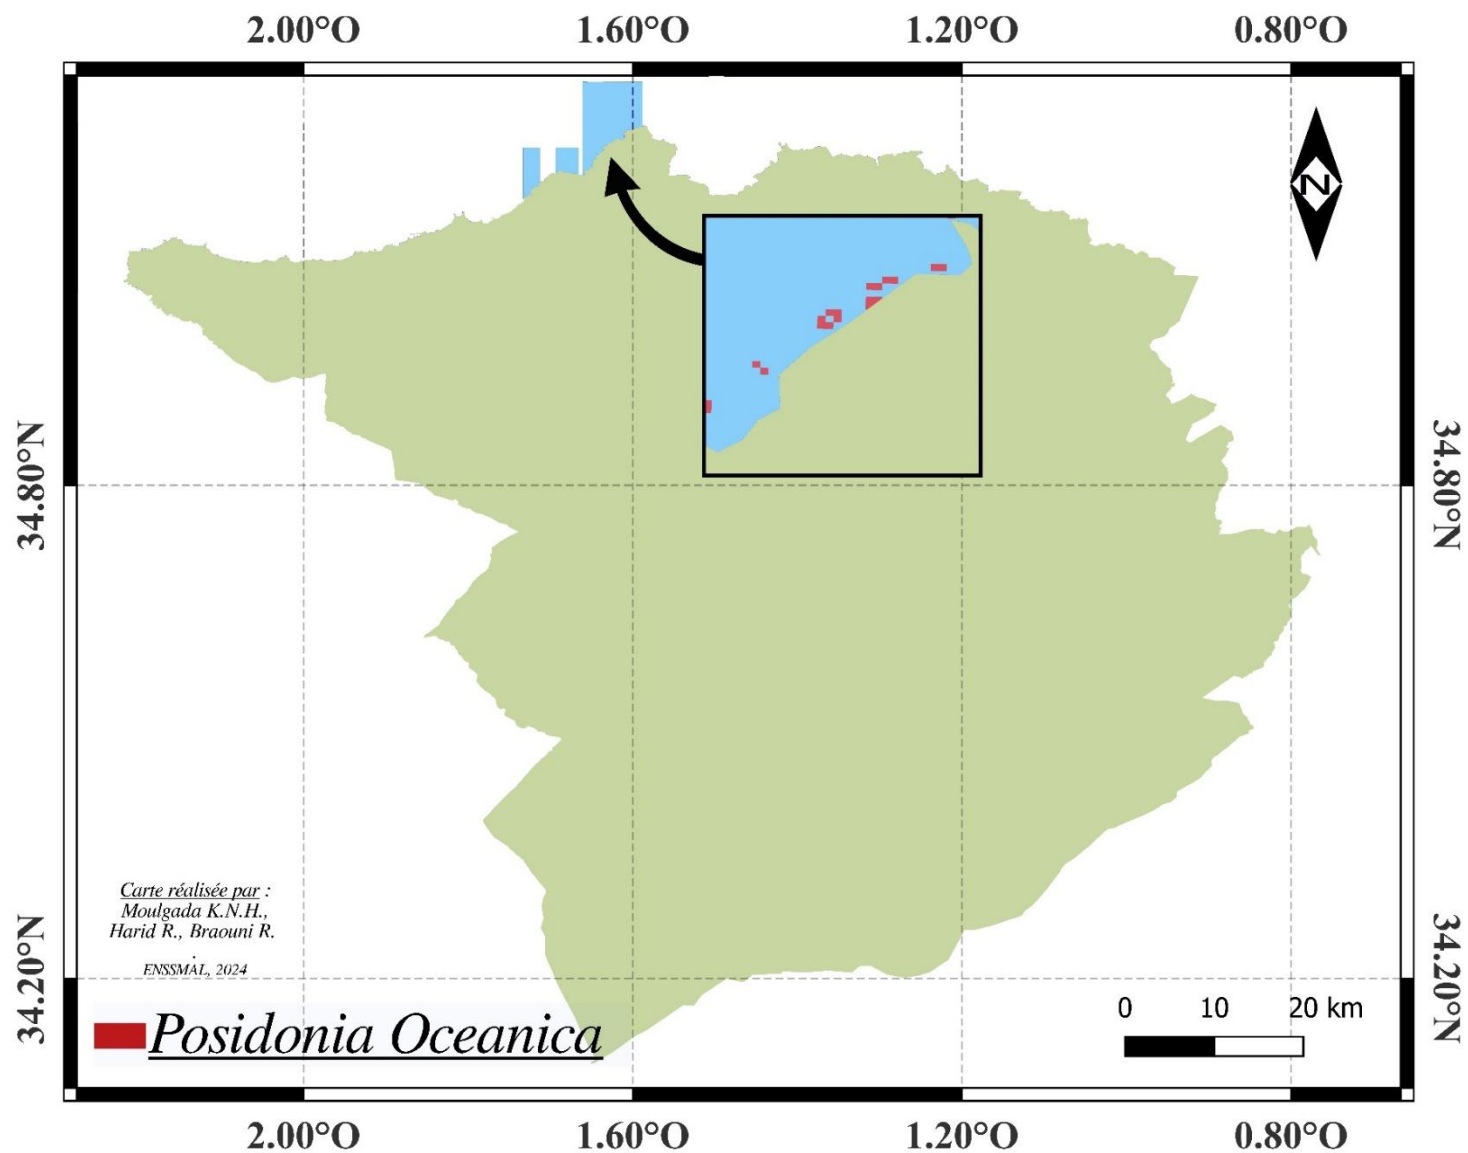 2.00°O 1.60°O 1.20°O 0.80°O
N
34.80°N 34.80°N
Carte réalisée par :
Moulgada K.N.H.,
Harid R., Braouni R.
.
ENSSMAL, 2024
34.20°N 34.20°N
0 10 20 km
Posidonia Oceanica
2.00°O 1.60°O 1.20°O 0.80°O